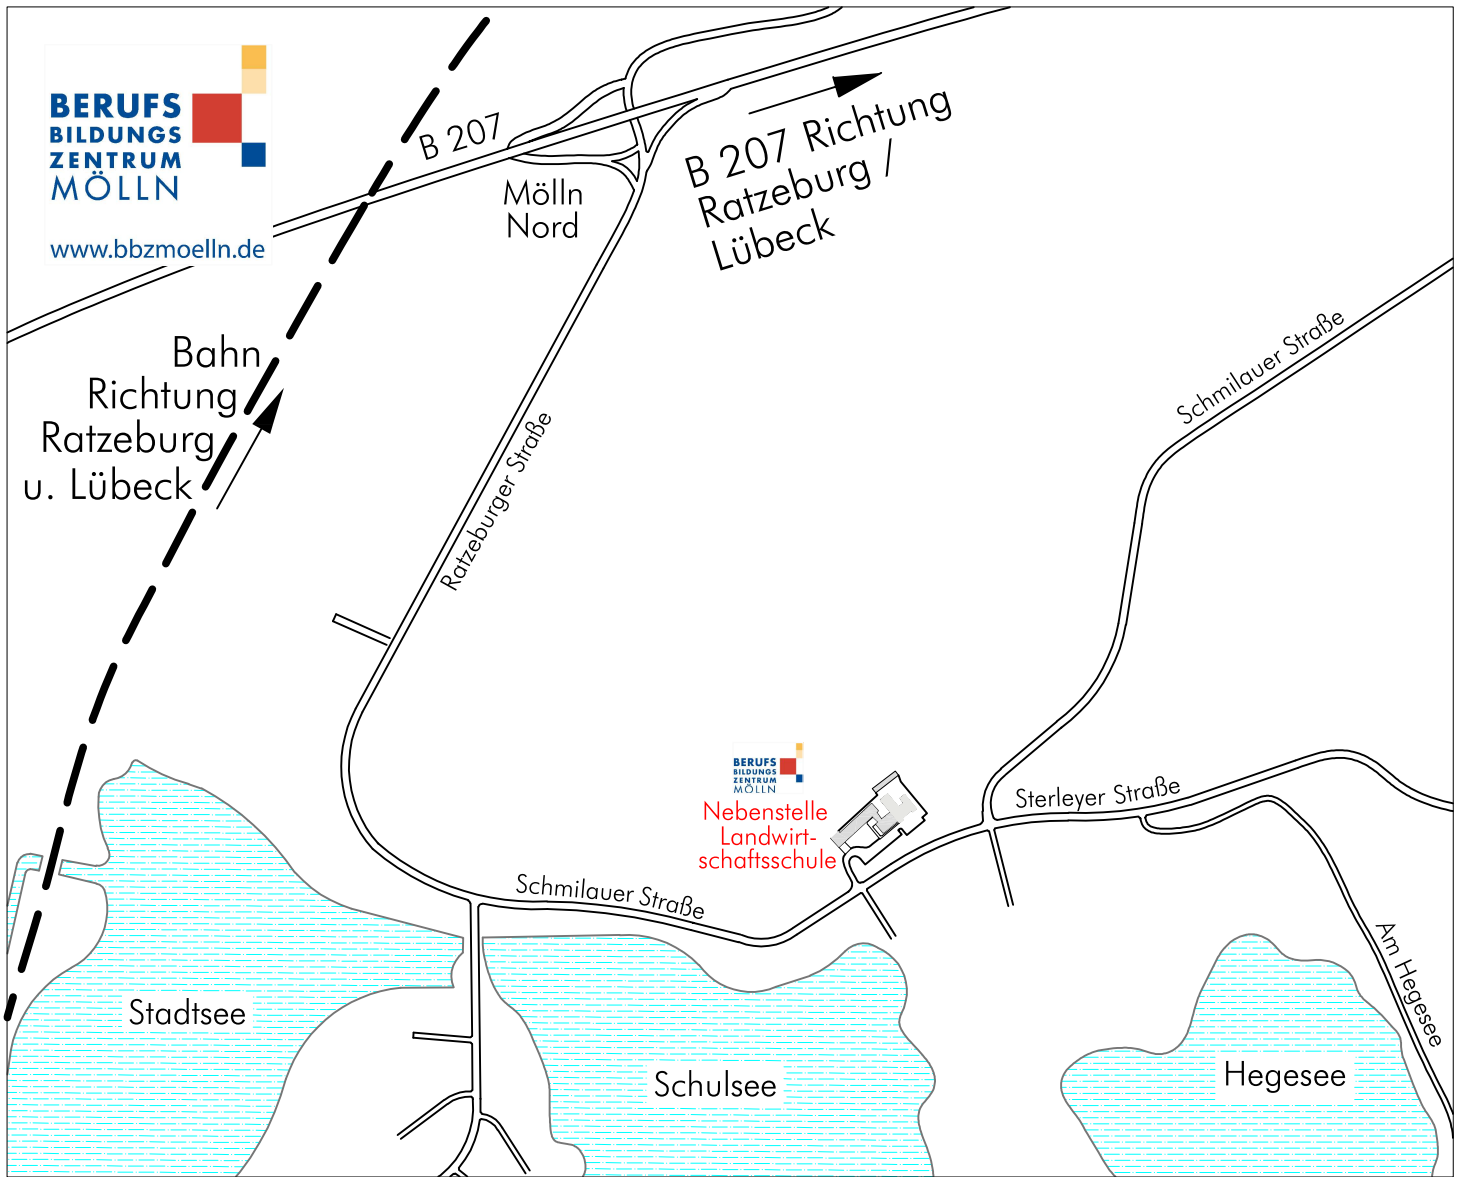 BERUFS
BILDUNGS
ZENTRUM
MÖLLN
www.bbzmoelln.de
B 207
Mölln
Nord
B 207 Richtung
Ratzeburg /
Lübeck
Bahn
Richtung
Ratzeburg
u. Lübeck
Ratzeburger Straße
Schmilauer Straße
BERUFS
BILDUNGS
ZENTRUM
MÖLLN
Nebenstelle
Landwirt-
schaftsschule
Sterleyer Straße
Schmilauer Straße
Am Hegesee
Stadtsee
Schulsee
Hegesee